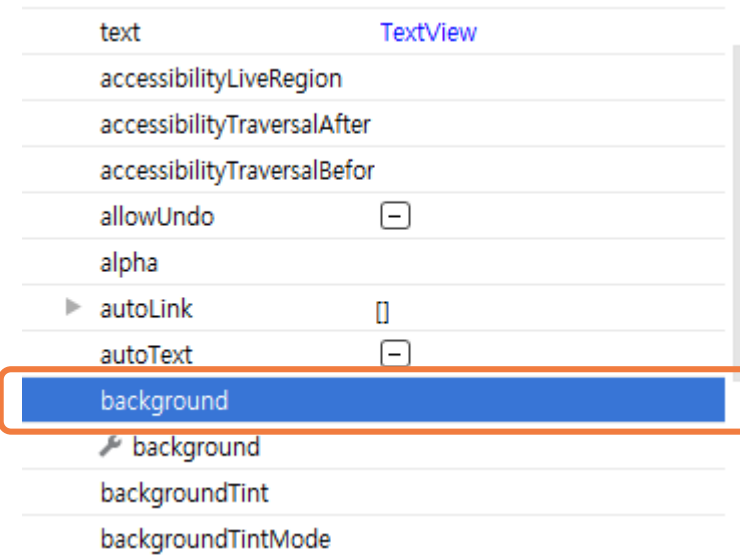 text TextView
accessibilityLiveRegion
accessibilityTraversalAfter
accessibilityTraversalBefor
allowUndo
alpha
autoLink []
autoText
background
background
backgroundTint
backgroundTintMode